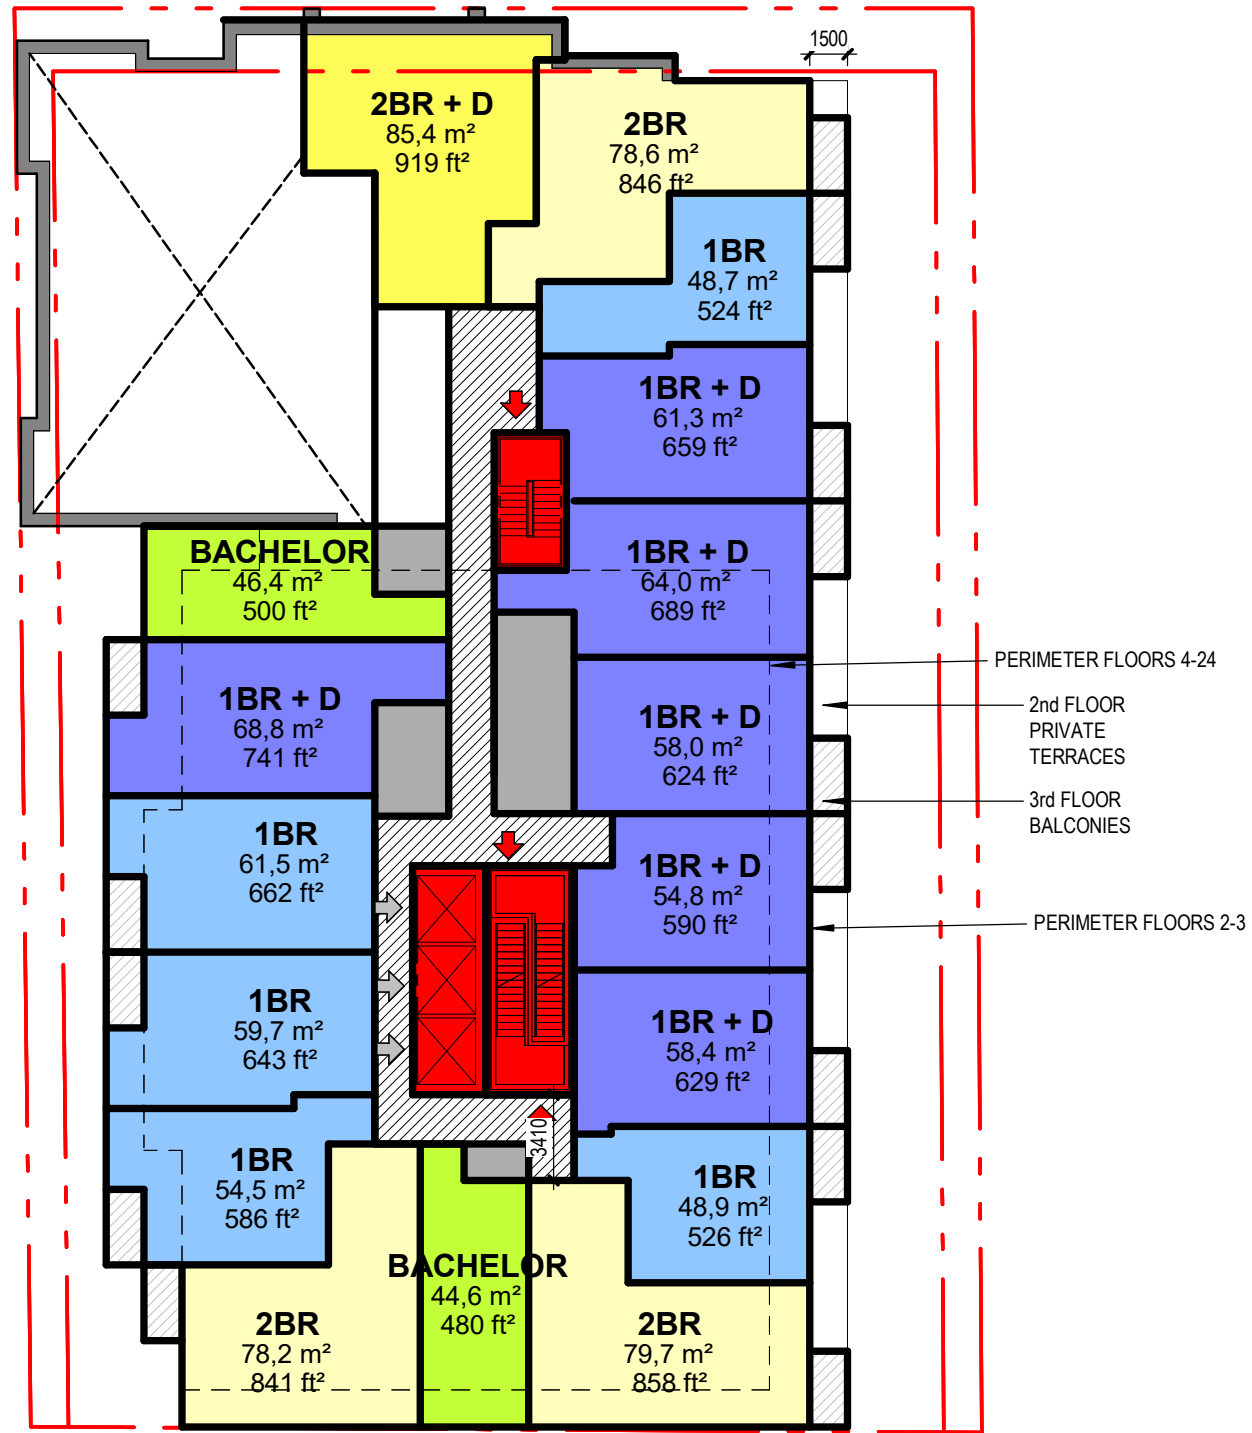 1500
2BR + D
85,4 m²
919 ft²
2BR
78,6 m²
846 ft²
1BR
48,7 m²
524 ft²
1BR + D
61,3 m²
659 ft²
BACHELOR
46,4 m²
500 ft²
1BR + D
64,0 m²
689 ft²
PERIMETER FLOORS 4-24
1BR + D
68,8 m²
741 ft²
1BR + D
58,0 m²
624 ft²
2nd FLOOR
PRIVATE
TERRACES
3rd FLOOR
BALCONIES
1BR
61,5 m²
662 ft²
1BR + D
54,8 m²
590 ft²
PERIMETER FLOORS 2-3
1BR
59,7 m²
643 ft²
1BR + D
58,4 m²
629 ft²
3410
1BR
54,5 m²
586 ft²
1BR
48,9 m²
526 ft²
BACHELOR
44,6 m²
480 ft²
2BR
78,2 m²
841 ft²
2BR
79,7 m²
858 ft²